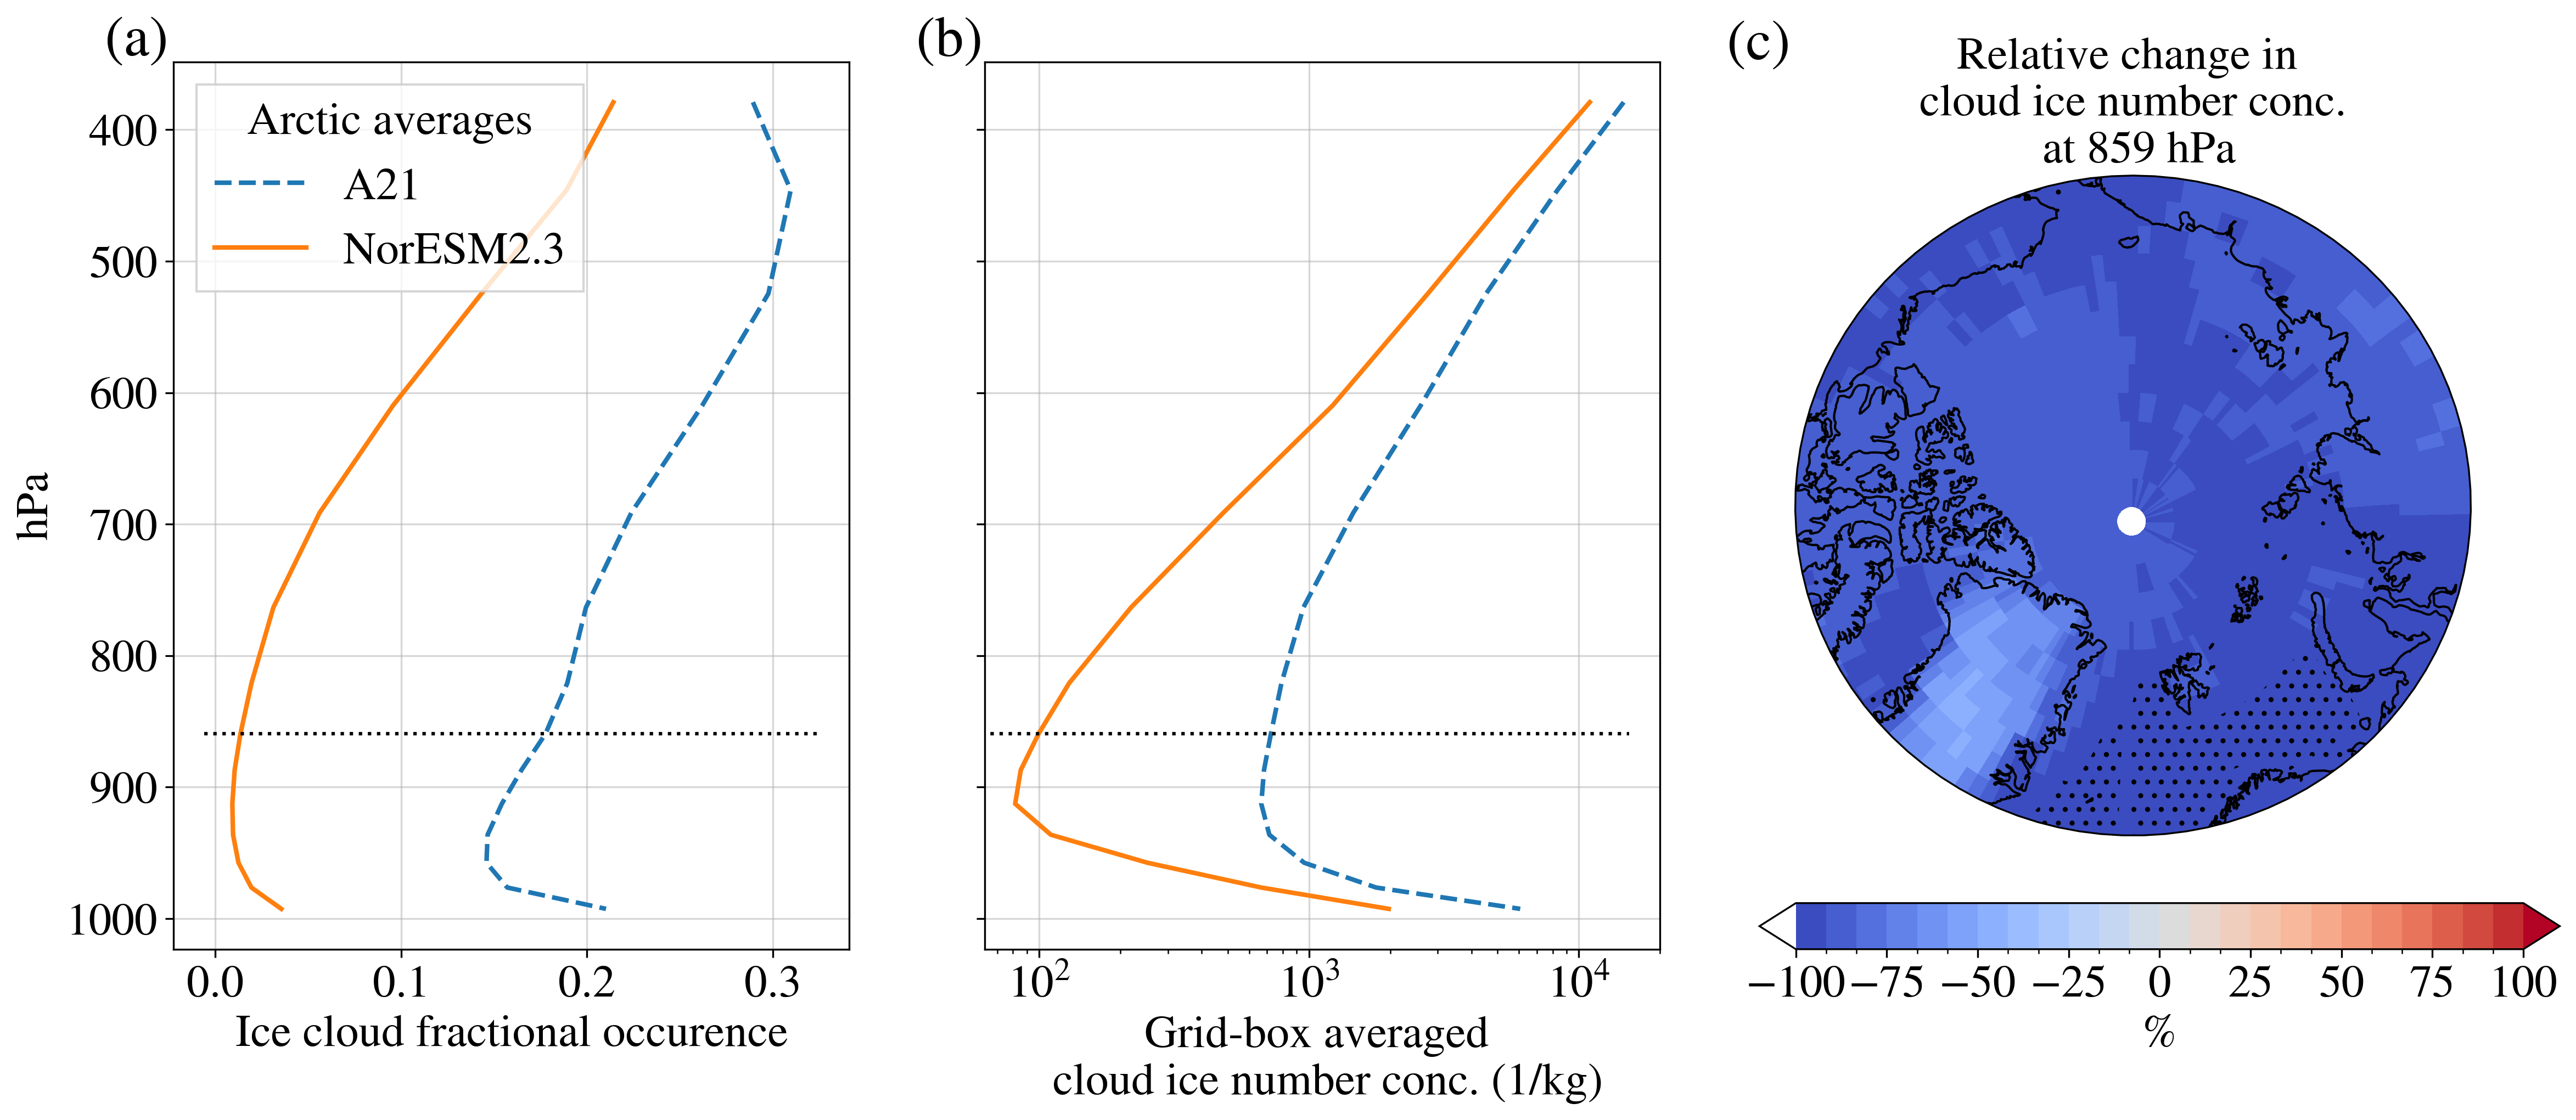 (a)
Arctic averages
A21
NorESM2.3
hPa
400
500
600
700
800
900
1000
0.0 0.1 0.2 0.3
Ice cloud fractional occurence
(b)
10² 10³ 10⁴
Grid-box averaged
cloud ice number conc. (1/kg)
(c)
Relative change in
cloud ice number conc.
at 859 hPa
−100 −75 −50 −25 0 25 50 75 100
%